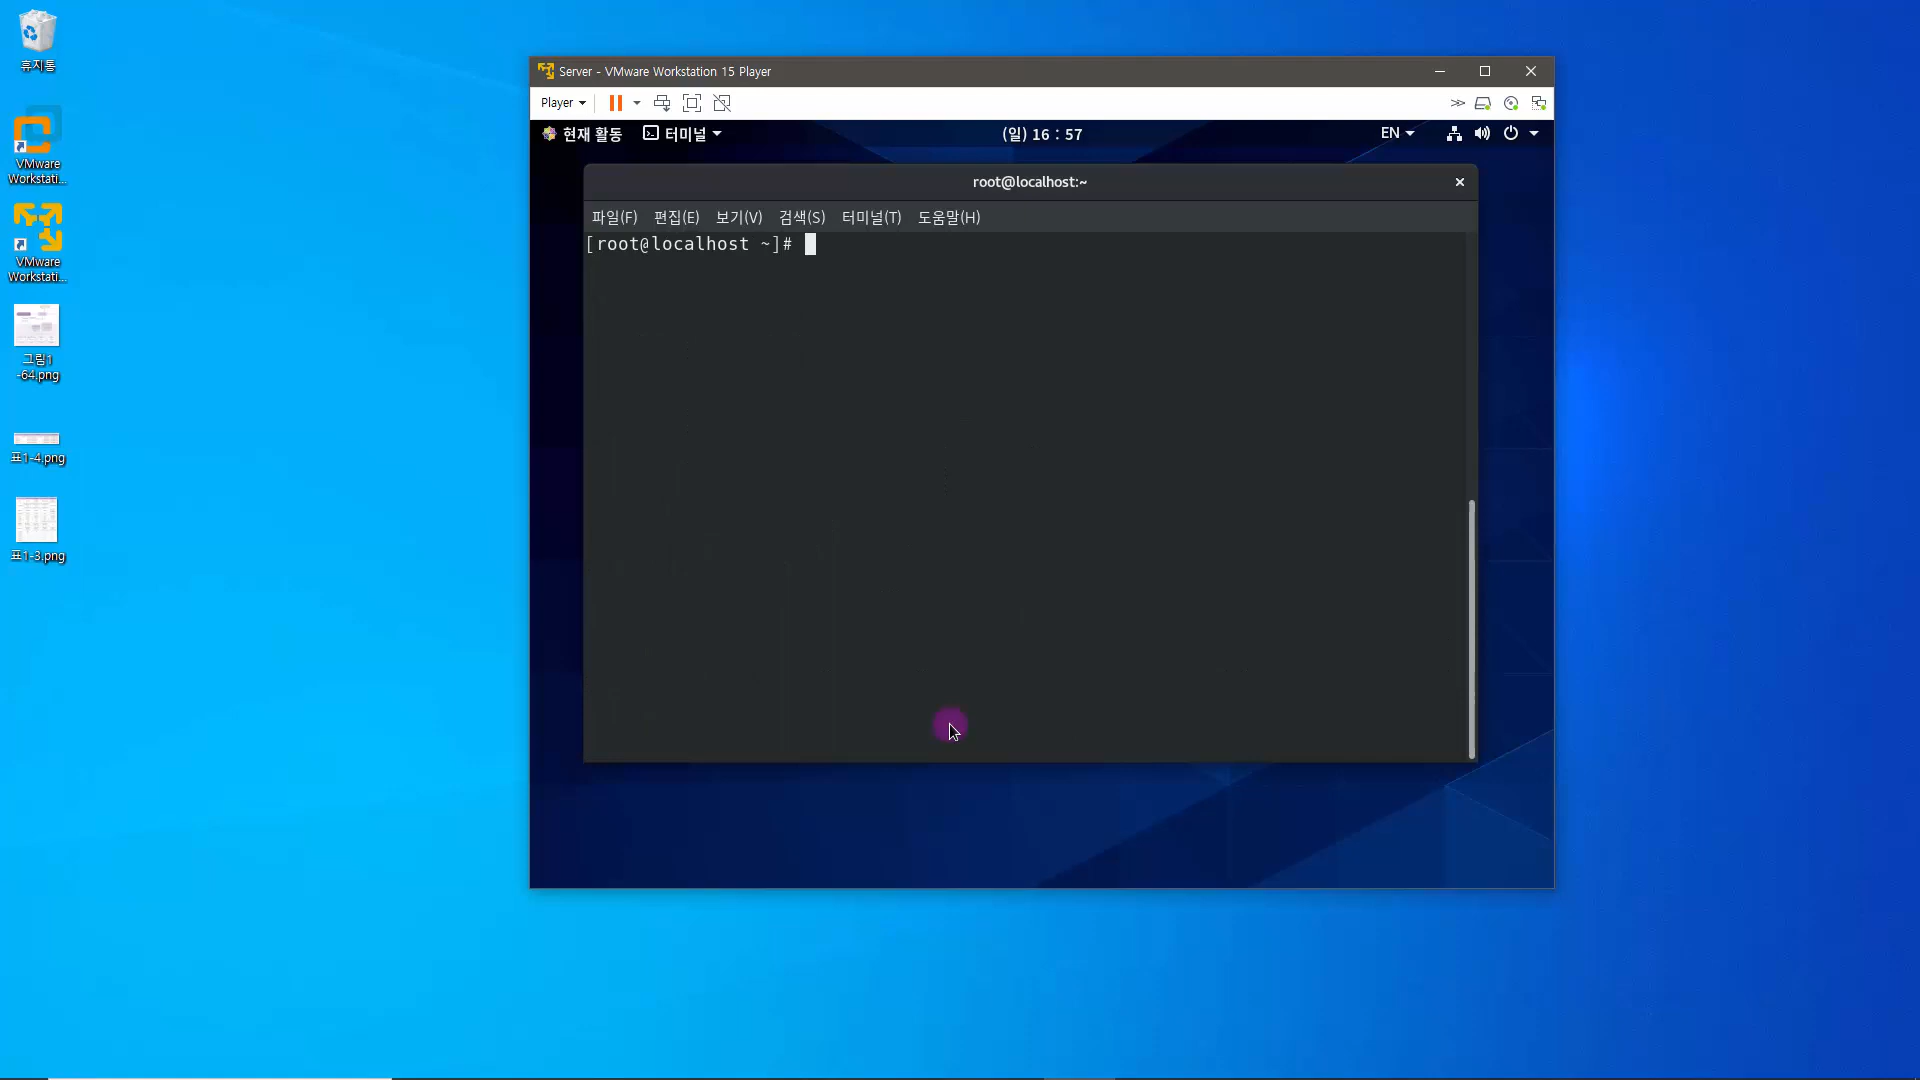 휴지통
VMware
Workstati...
VMware
Workstati...
그림1
-64.png
표1-4.png
표1-3.png
Server - VMware Workstation 15 Player
Player
현재 활동
터미널
(일) 16 : 57
EN
root@localhost:~
파일(F) 편집(E) 보기(V) 검색(S) 터미널(T) 도움말(H)
[root@localhost ~]#